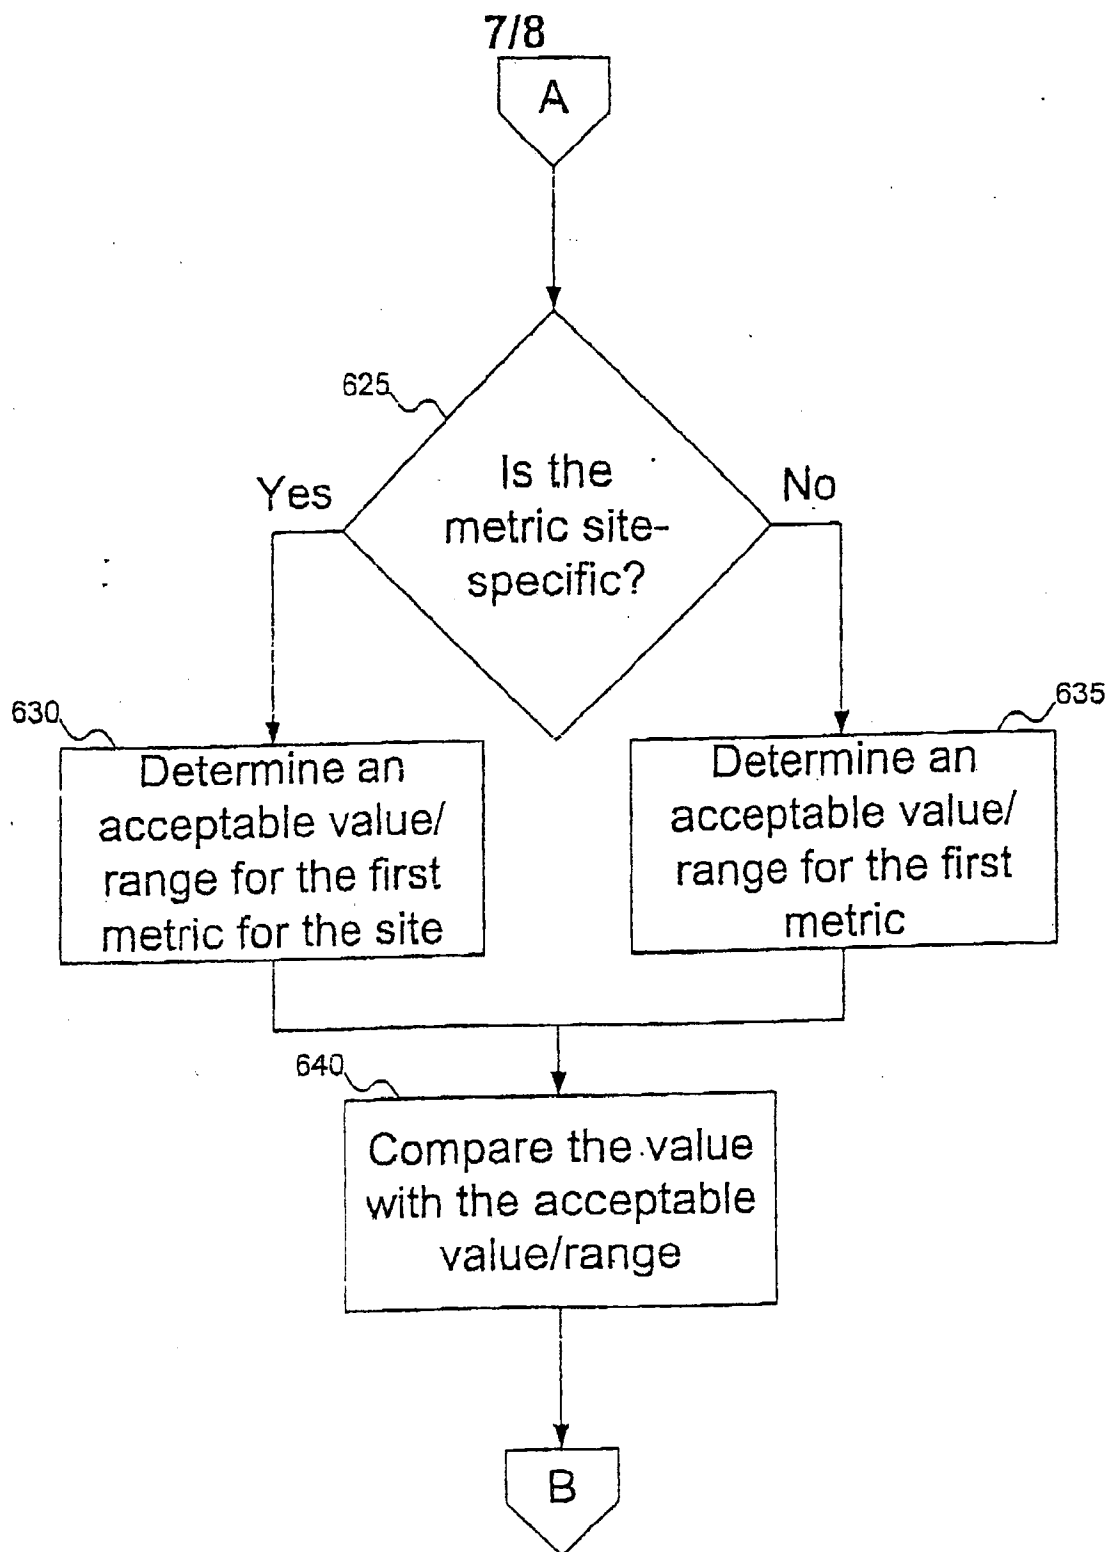 7/8
A
625
Yes
Is the
metric site-
specific?
No
630
Determine an
acceptable value/
range for the first
metric for the site
635
Determine an
acceptable value/
range for the first
metric
640
Compare the value
with the acceptable
value/range
B